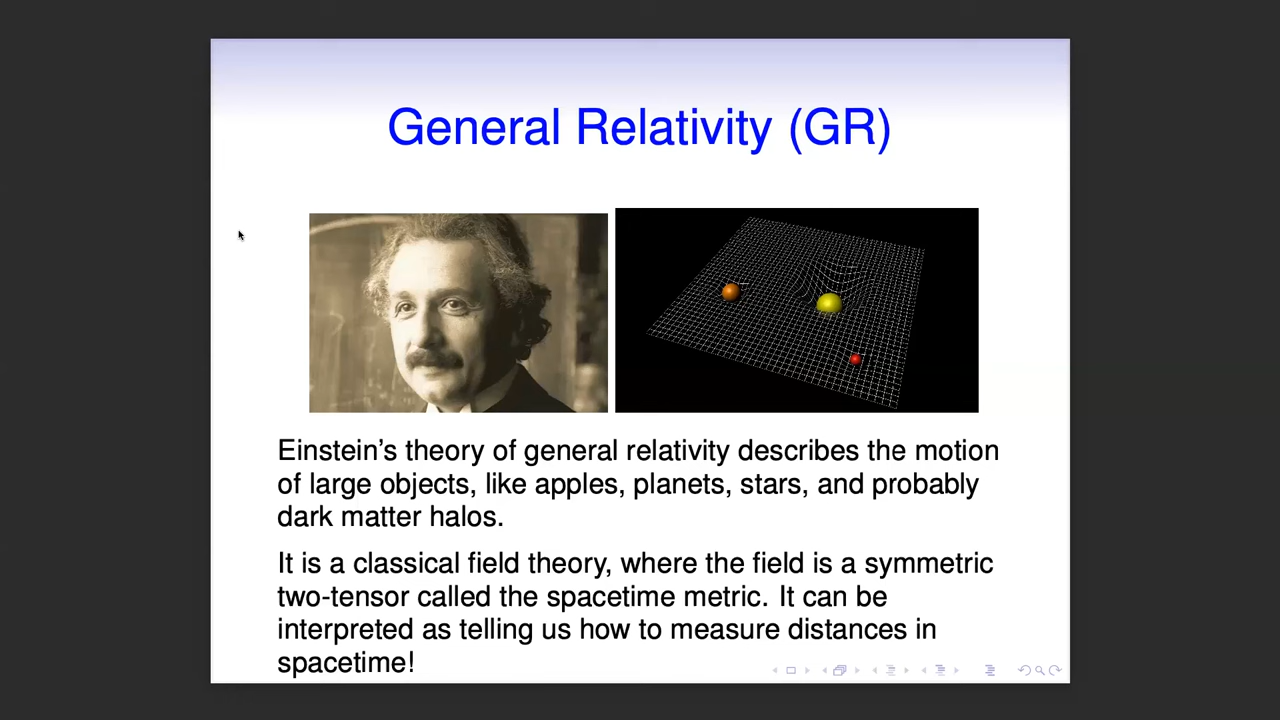 General Relativity (GR)
Einstein's theory of general relativity describes the motion
of large objects, like apples, planets, stars, and probably
dark matter halos.
It is a classical field theory, where the field is a symmetric
two-tensor called the spacetime metric. It can be
interpreted as telling us how to measure distances in
spacetime!